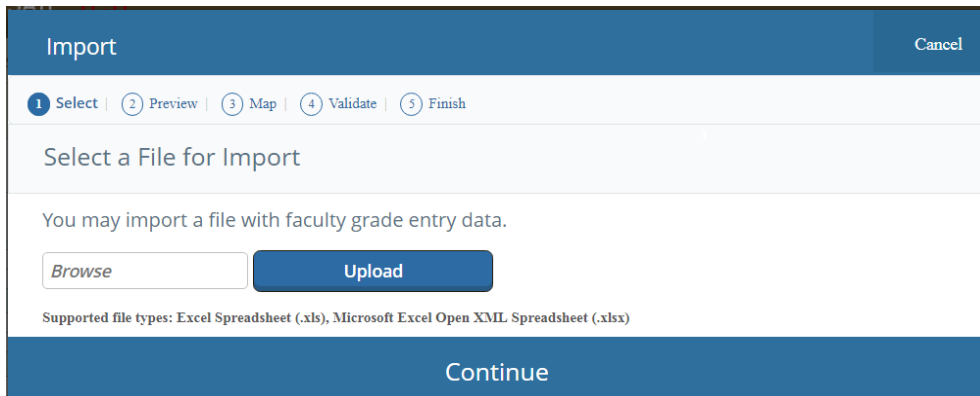 Import Cancel
1 Select | 2 Preview | 3 Map | 4 Validate | 5 Finish
Select a File for Import
You may import a file with faculty grade entry data.
Browse Upload
Supported file types: Excel Spreadsheet (.xls), Microsoft Excel Open XML Spreadsheet (.xlsx)
Continue